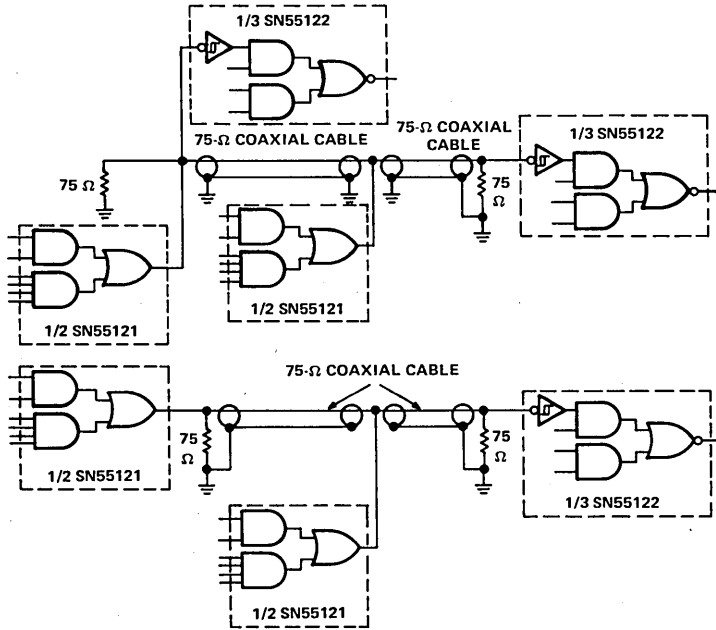 1/3 SN55122
75-Ω COAXIAL CABLE
75-Ω COAXIAL
CABLE
1/3 SN55122
75
Ω
75
Ω
1/2 SN55121
1/2 SN55121
75-Ω COAXIAL CABLE
75
Ω
75
Ω
1/2 SN55121
1/3 SN55122
1/2 SN55121